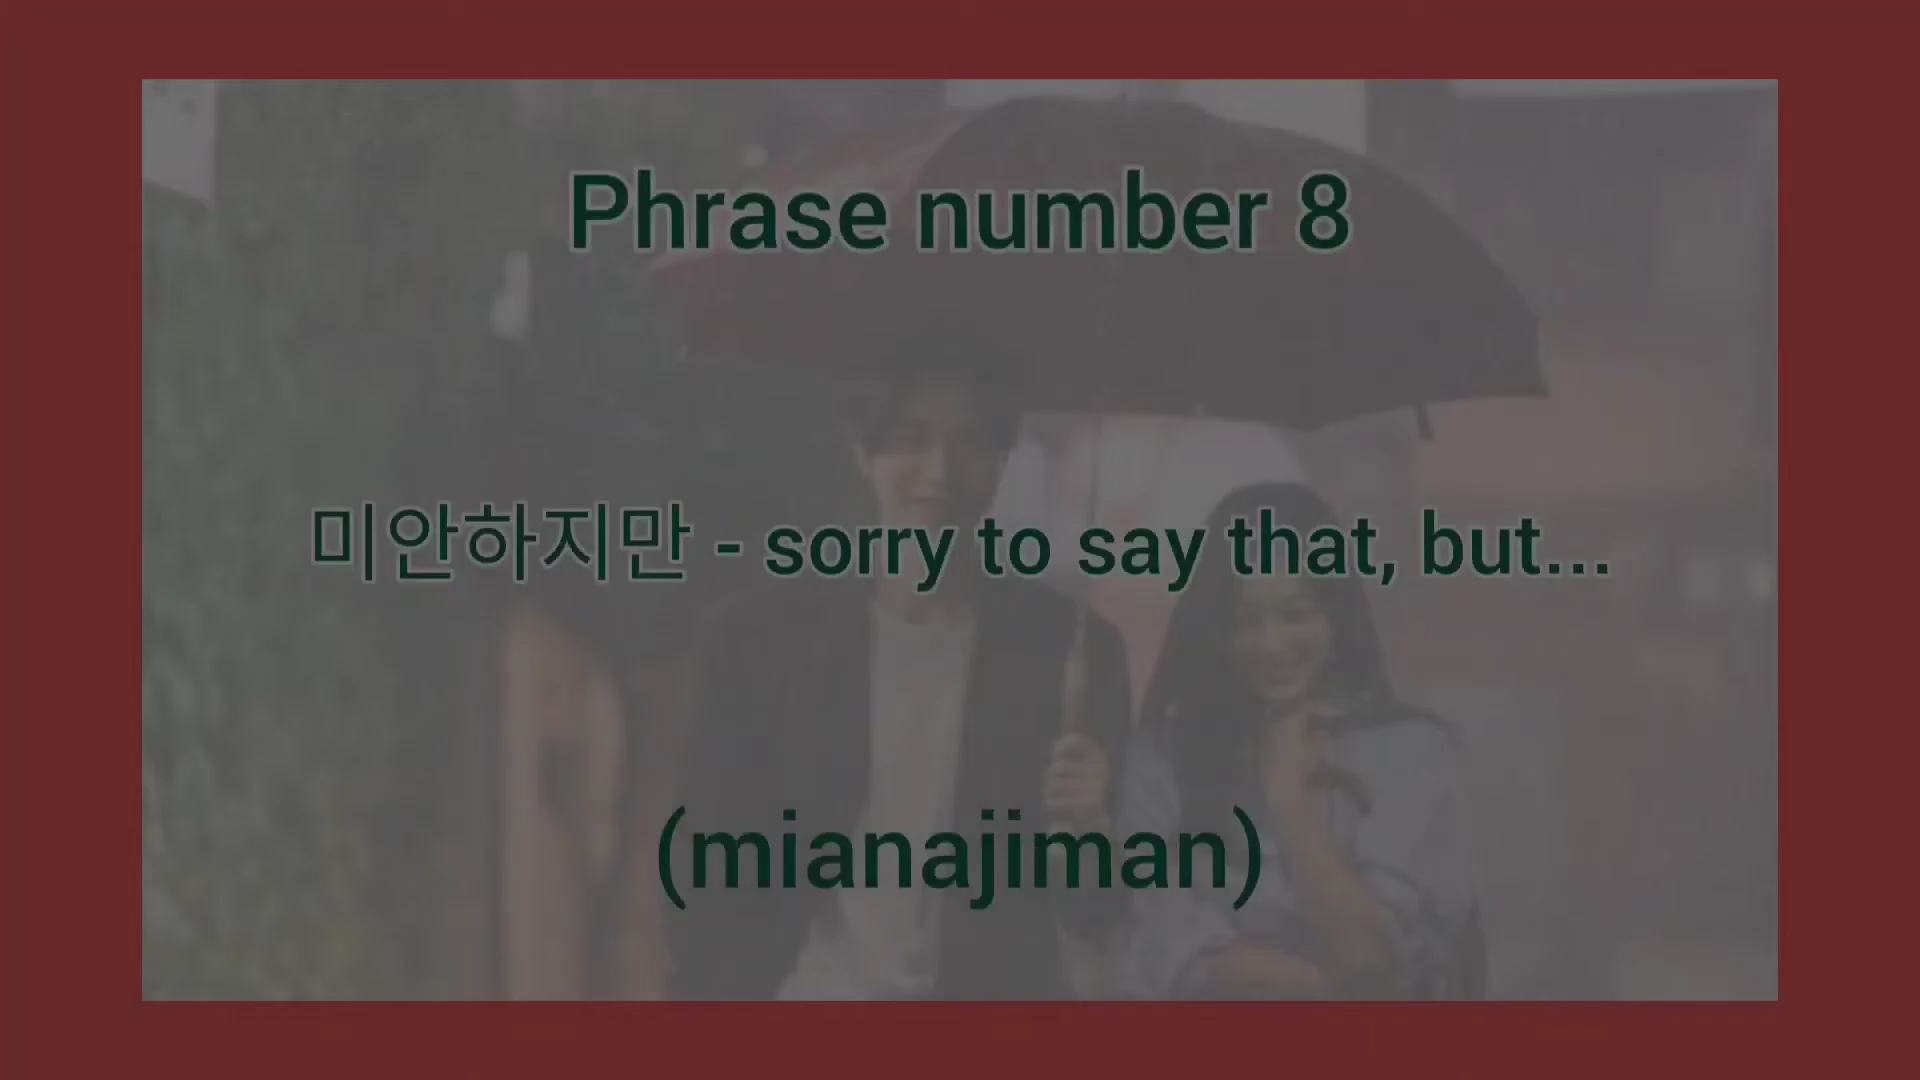 Phrase number 8
미안하지만 - sorry to say that, but...
(mianajiman)